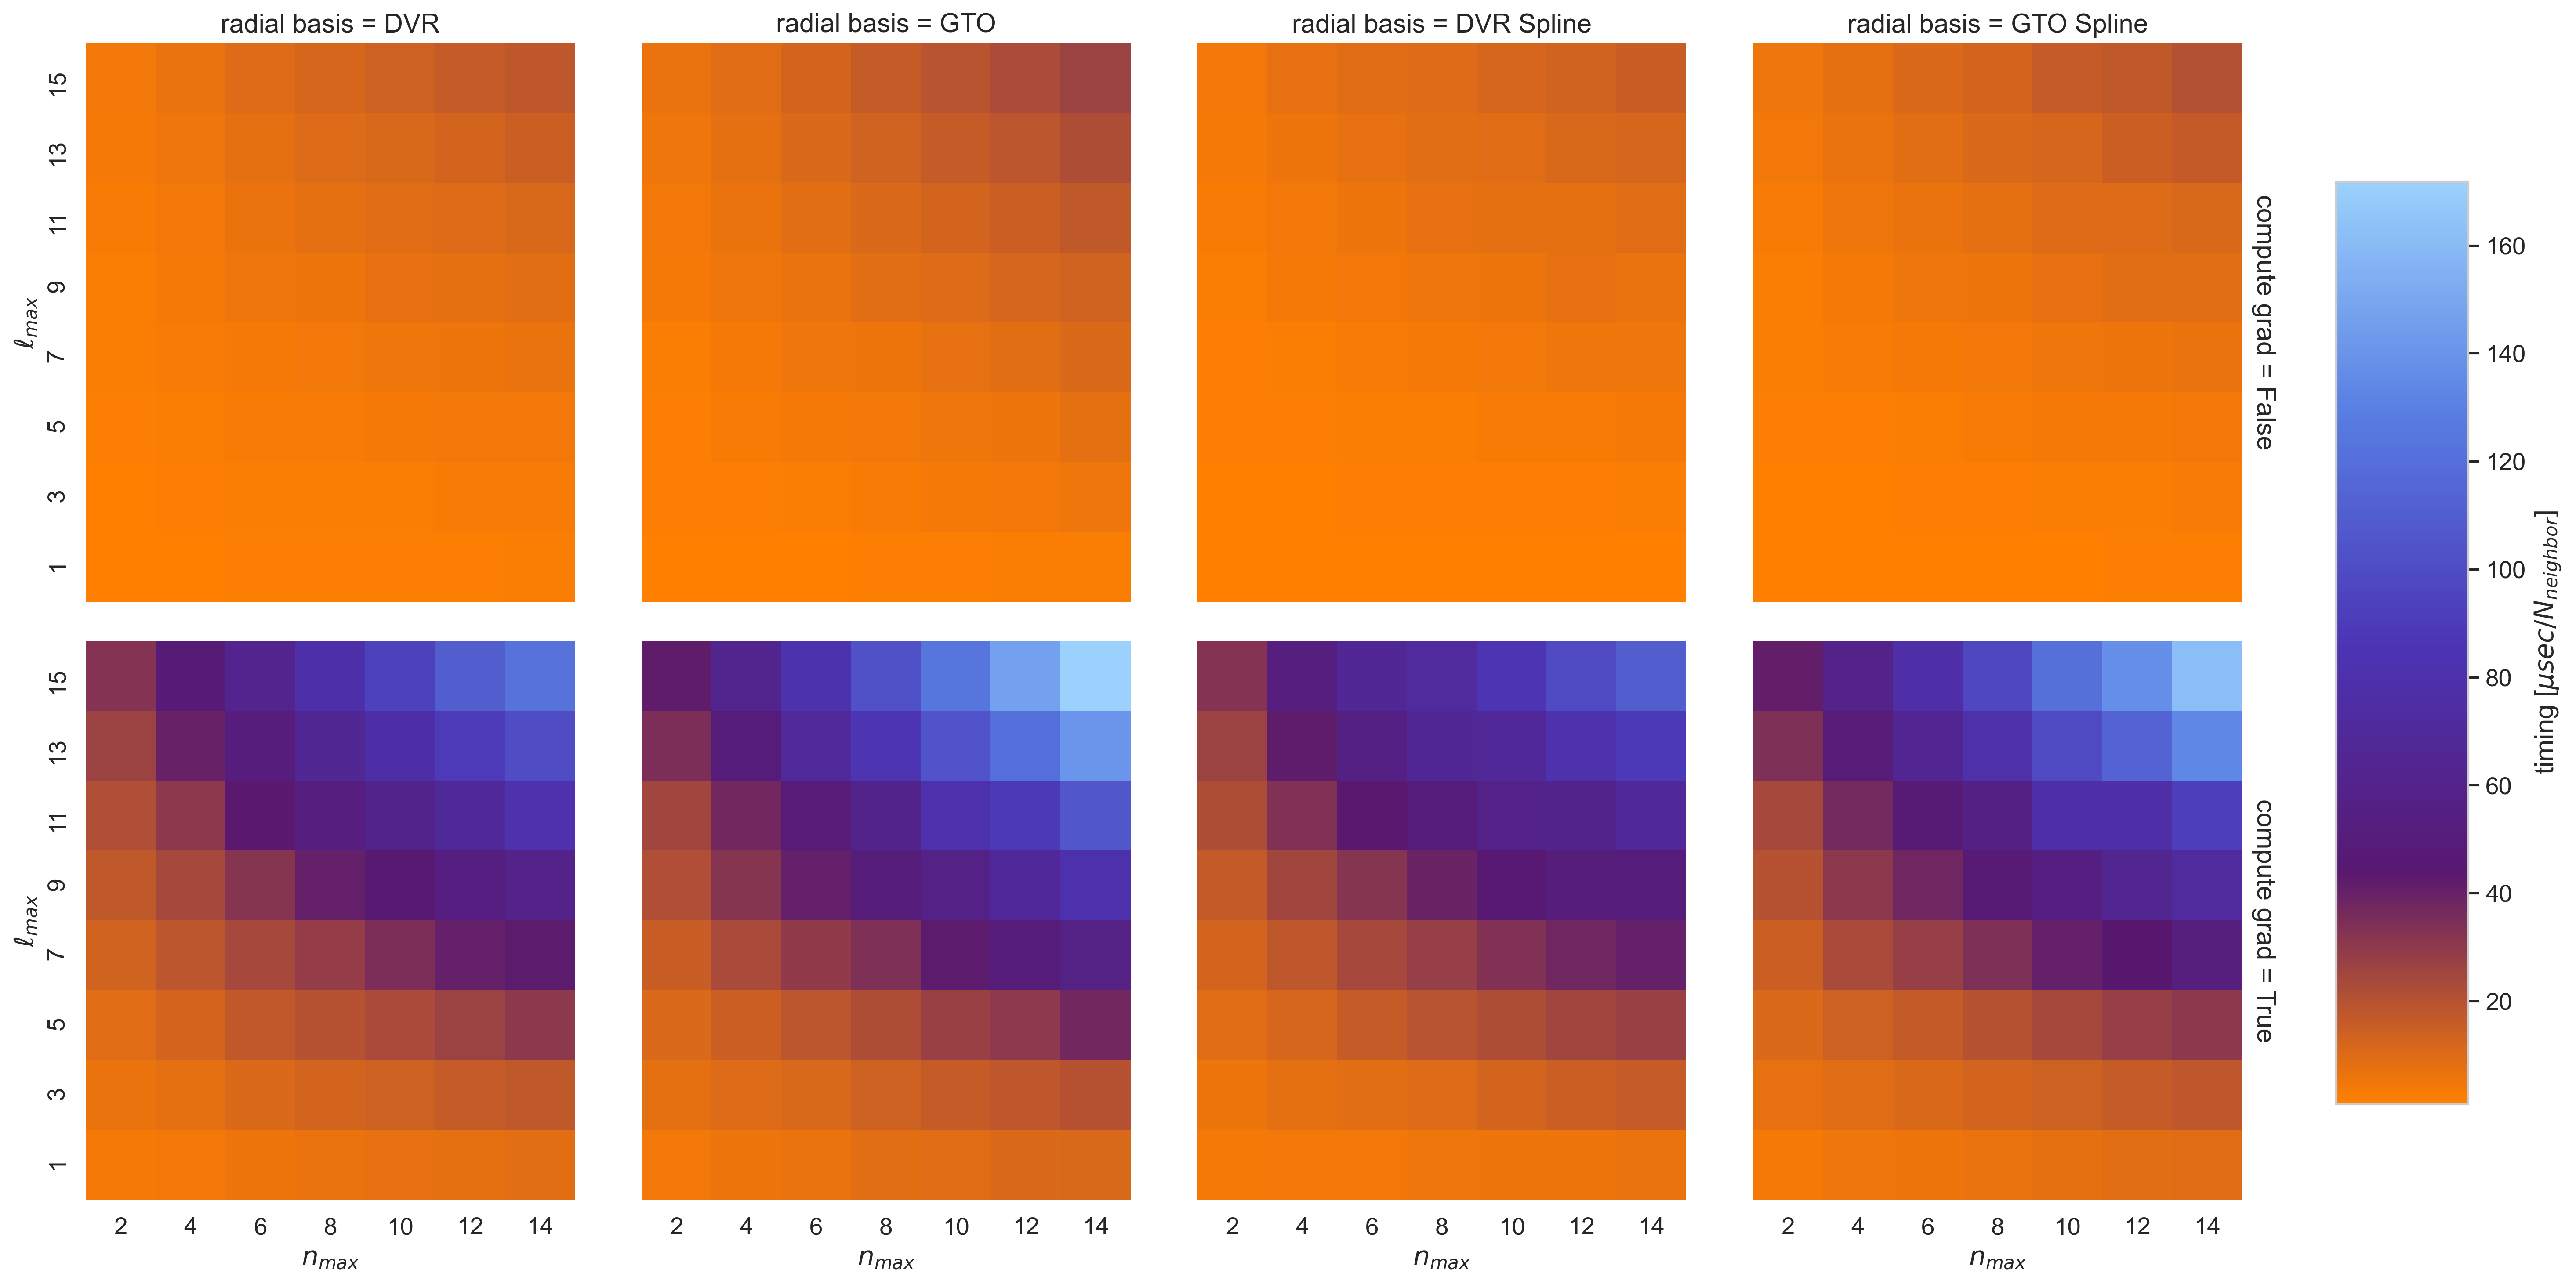 radial basis = DVR
radial basis = GTO
radial basis = DVR Spline
radial basis = GTO Spline
15
13
11
9
7
5
3
1
ℓmax
compute grad = False
15
13
11
9
7
5
3
1
ℓmax
compute grad = True
2 4 6 8 10 12 14
nmax
2 4 6 8 10 12 14
nmax
2 4 6 8 10 12 14
nmax
2 4 6 8 10 12 14
nmax
160
140
120
100
80
60
40
20
timing [μsec/Nneighbor]